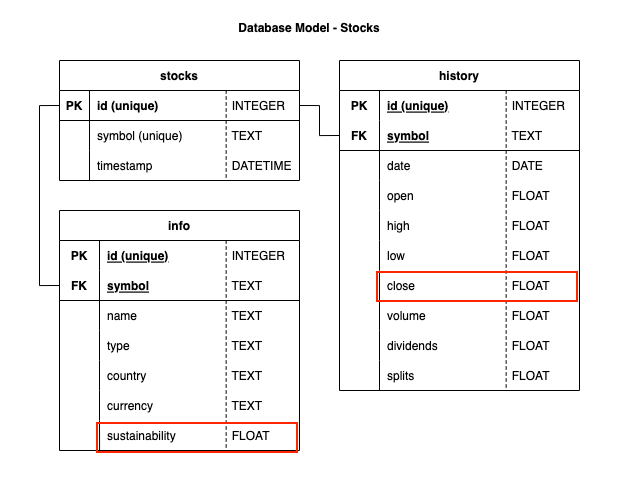 Database Model - Stocks
stocks
PK id (unique) INTEGER
symbol (unique) TEXT
timestamp DATETIME
info
PK id (unique) INTEGER
FK symbol TEXT
name TEXT
type TEXT
country TEXT
currency TEXT
sustainability FLOAT
history
PK id (unique) INTEGER
FK symbol TEXT
date DATE
open FLOAT
high FLOAT
low FLOAT
close FLOAT
volume FLOAT
dividends FLOAT
splits FLOAT